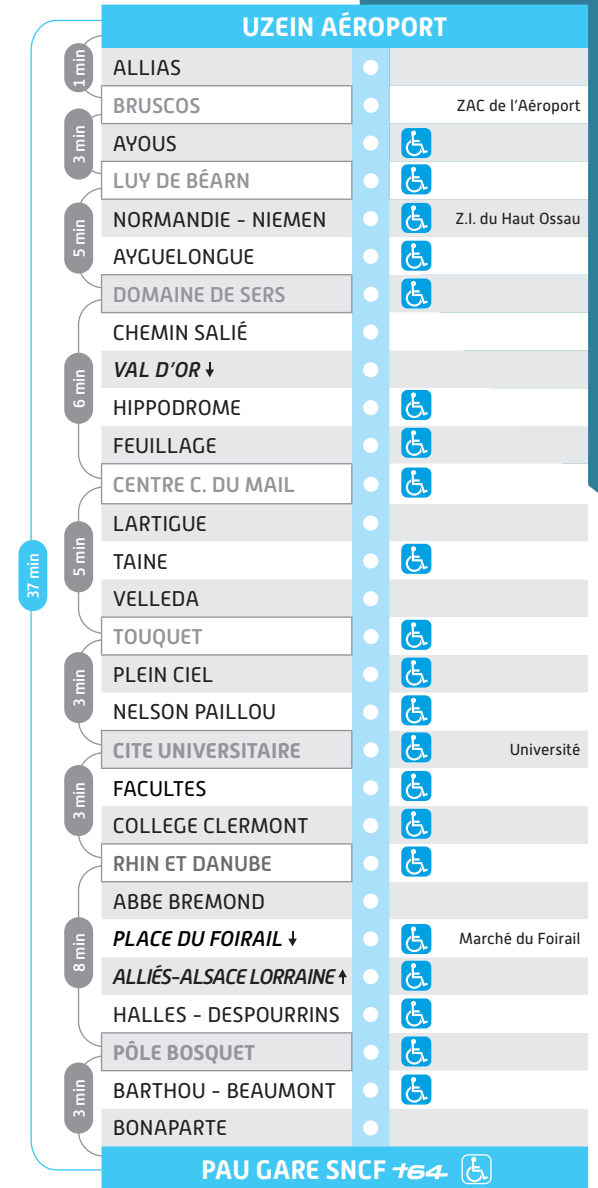 UZEIN AÉROPORT
1 min
ALLIAS
BRUSCOS ZAC de l'Aéroport
3 min
AYOUS
LUY DE BÉARN
5 min
NORMANDIE - NIEMEN Z.I. du Haut Ossau
AYGUELONGUE
DOMAINE DE SERS
6 min
CHEMIN SALIÉ
VAL D'OR ↓
HIPPODROME
FEUILLAGE
CENTRE C. DU MAIL
37 min
5 min
LARTIGUE
TAINE
VELLEDA
TOUQUET
3 min
PLEIN CIEL
NELSON PAILLOU
CITE UNIVERSITAIRE Université
3 min
FACULTES
COLLEGE CLERMONT
RHIN ET DANUBE
8 min
ABBE BREMOND
PLACE DU FOIRAIL ↓ Marché du Foirail
ALLIÉS-ALSACE LORRAINE ↑
HALLES - DESPOURRINS
PÔLE BOSQUET
3 min
BARTHOU - BEAUMONT
BONAPARTE
PAU GARE SNCF +64